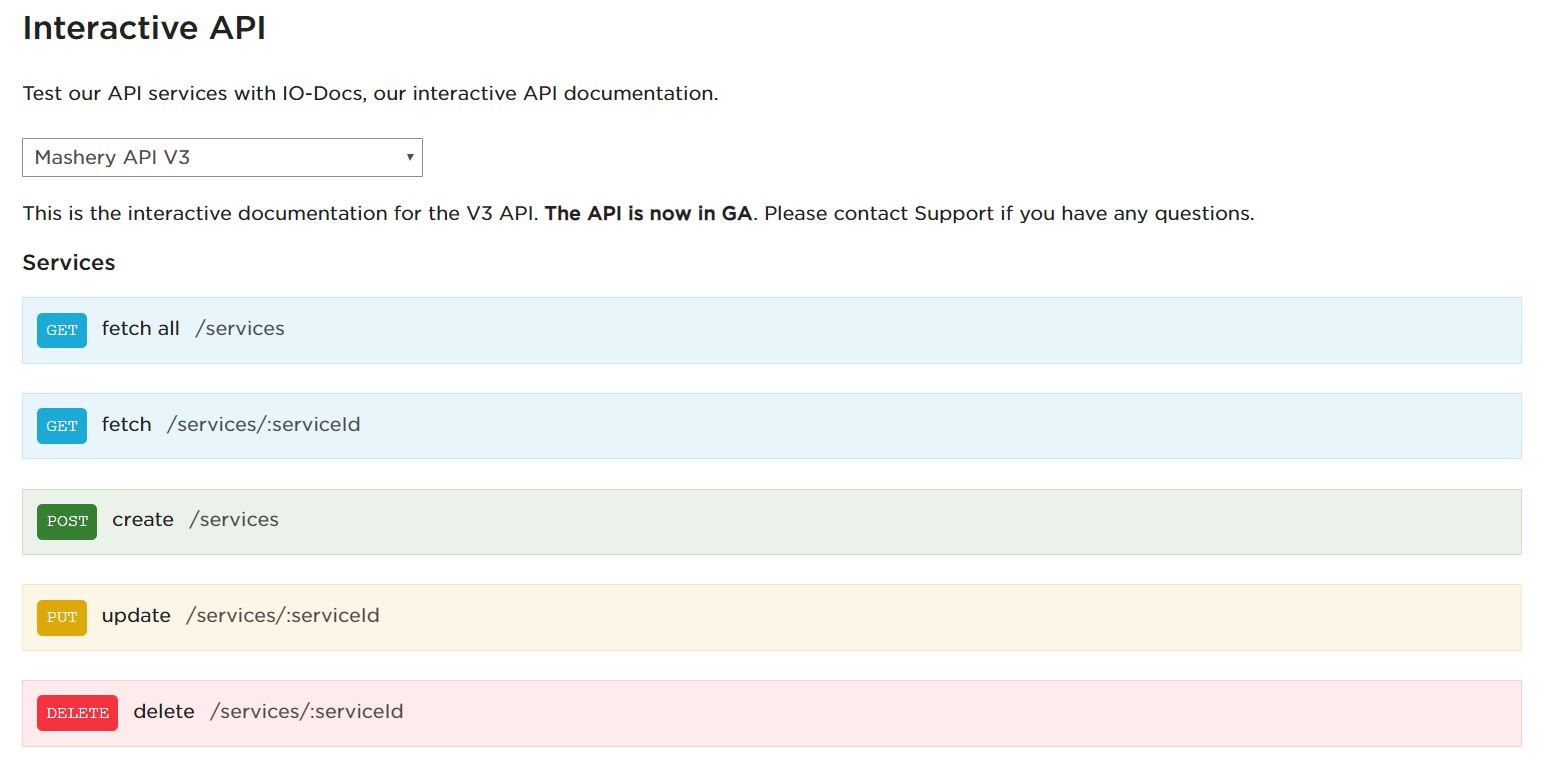 Interactive API
Test our API services with IO-Docs, our interactive API documentation.
Mashery API V3
This is the interactive documentation for the V3 API. The API is now in GA. Please contact Support if you have any questions.
Services
GET fetch all /services
GET fetch /services/:serviceId
POST create /services
PUT update /services/:serviceId
DELETE delete /services/:serviceId